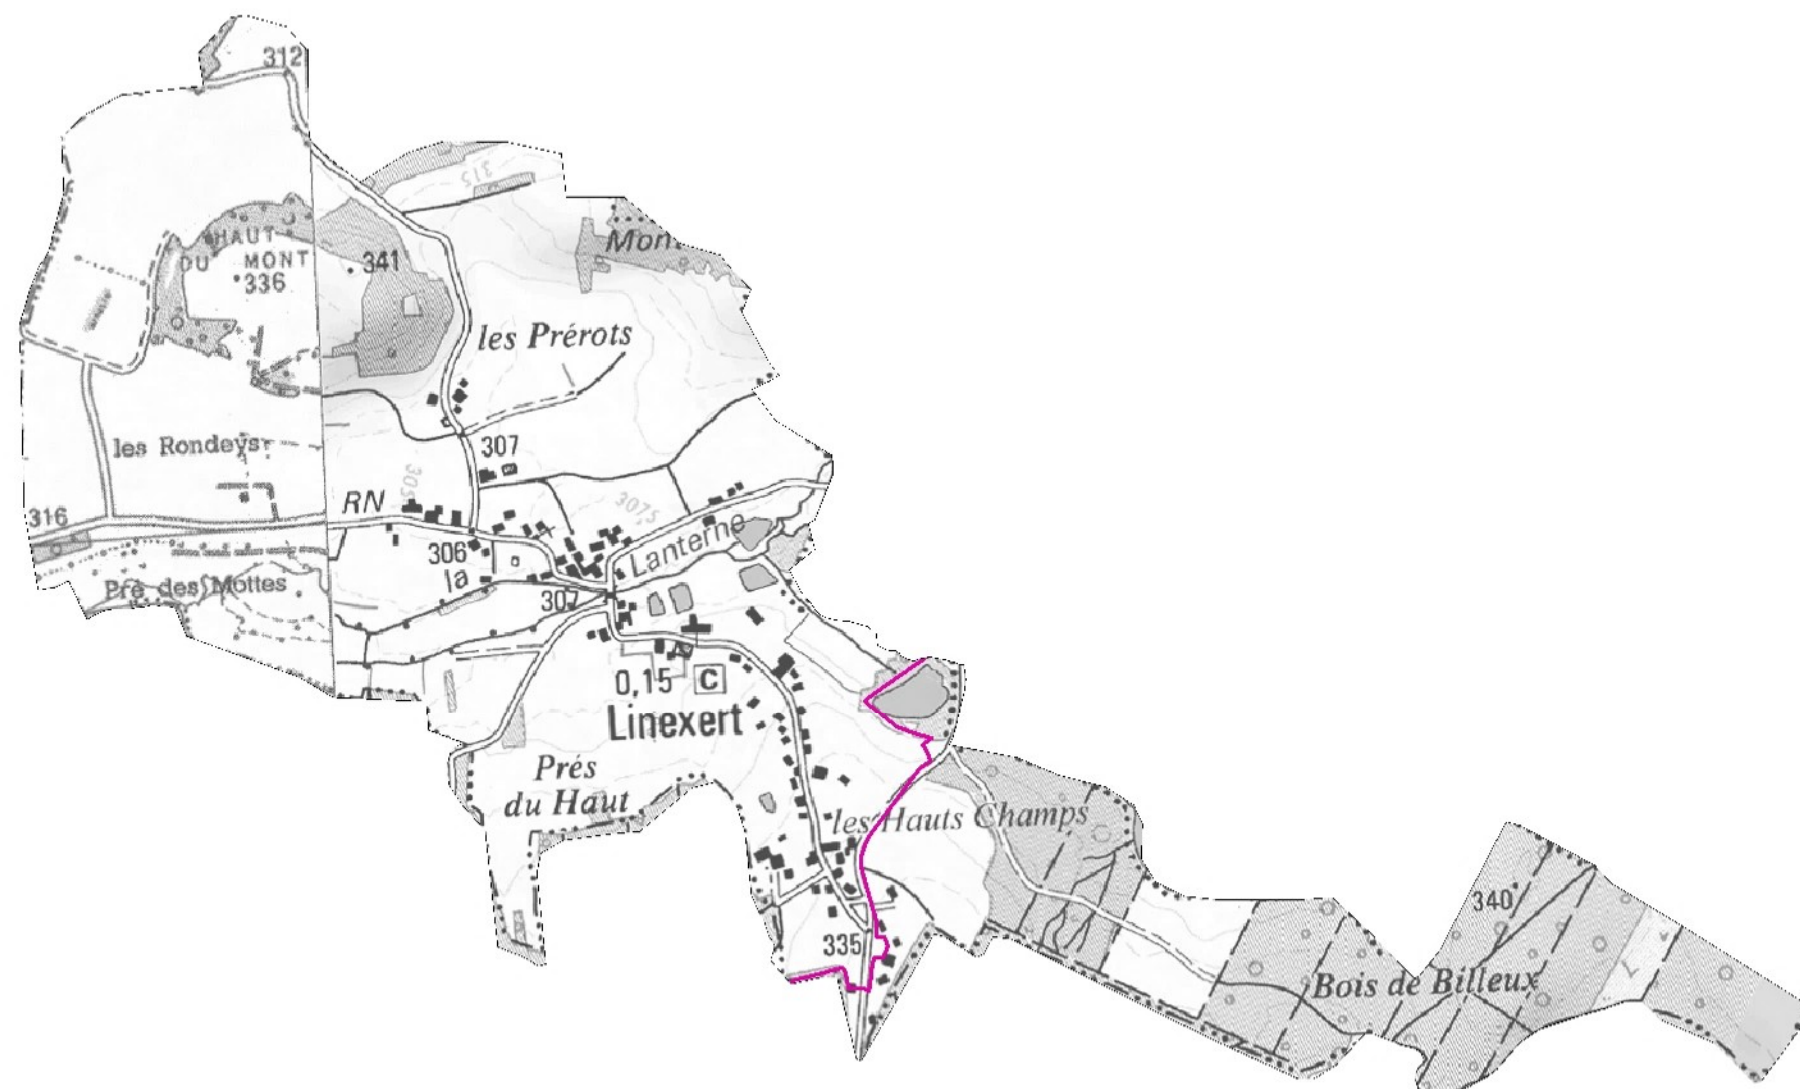 312
315
HAUT
DU MONT
336
341
Mont
les Prérots
les Rondeys
307
305
RN
3075
316
306
la Lanterne
Pré des Mottes
307
0,15 C
Linexert
Prés
du Haut
les Hauts Champs
335
340
Bois de Billeux